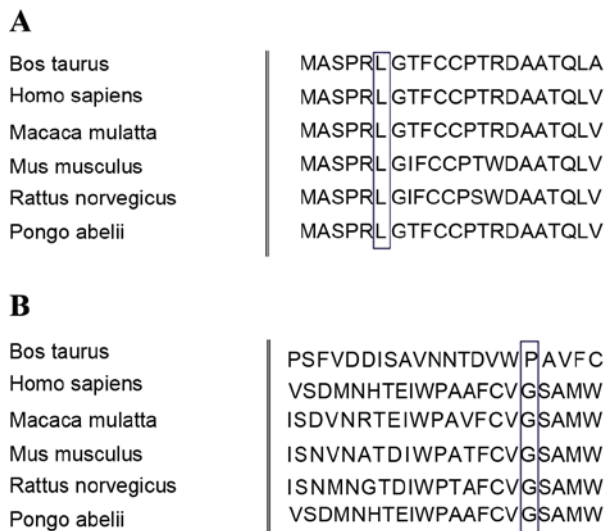 A
Bos taurus MASPRLGTFCCPTRDAATQLA
Homo sapiens MASPRLGTFCCPTRDAATQLV
Macaca mulatta MASPRLGTFCCPTRDAATQLV
Mus musculus MASPRLGIFCCPTWDAATQLV
Rattus norvegicus MASPRLGIFCCPSWDAATQLV
Pongo abelii MASPRLGTFCCPTRDAATQLV
B
Bos taurus PSFVDDISAVNNTDVWPAVFC
Homo sapiens VSDMNHTEIWPAAFCVGSAMW
Macaca mulatta ISDVNRTEIWPAVFCVGSAMW
Mus musculus ISNVNATDIWPATFCVGSAMW
Rattus norvegicus ISNMNGTDIWPTAFCVGSAMW
Pongo abelii VSDMNHTEIWPAAFCVGSAMW